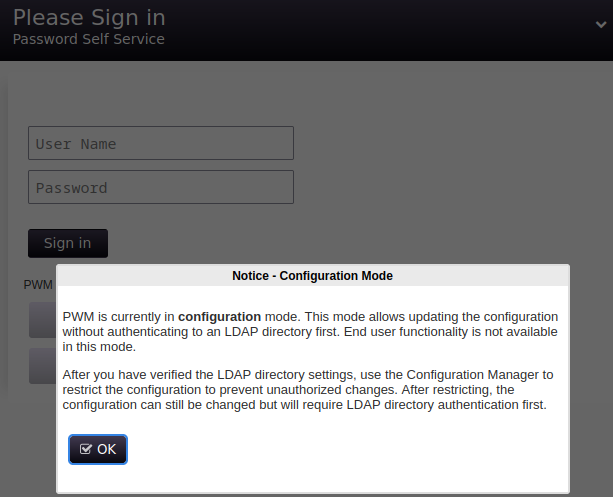 Please Sign in
Password Self Service
User Name
Password
Sign in
PWM
Notice - Configuration Mode
PWM is currently in configuration mode. This mode allows updating the configuration
without authenticating to an LDAP directory first. End user functionality is not available
in this mode.
After you have verified the LDAP directory settings, use the Configuration Manager to
restrict the configuration to prevent unauthorized changes. After restricting, the
configuration can still be changed but will require LDAP directory authentication first.
OK